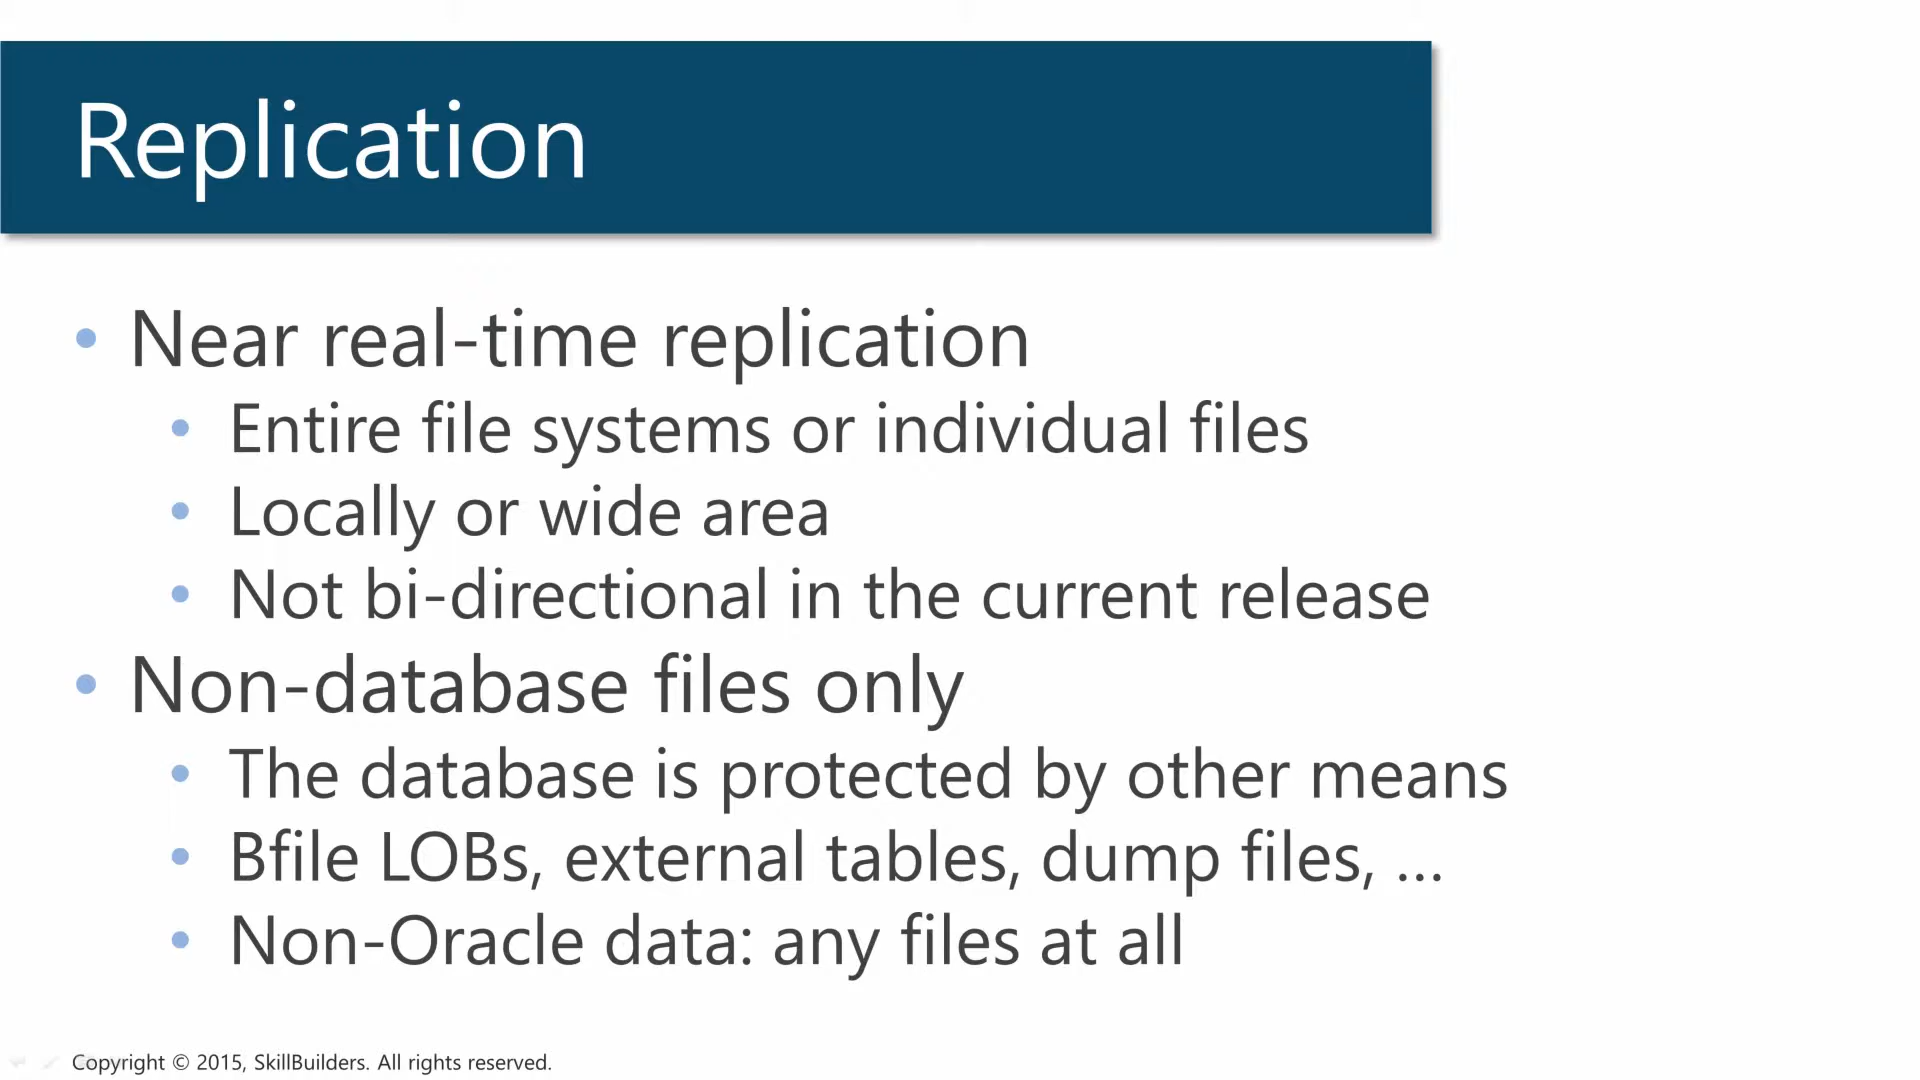 Replication
• Near real-time replication
• Entire file systems or individual files
• Locally or wide area
• Not bi-directional in the current release
• Non-database files only
• The database is protected by other means
• Bfile LOBs, external tables, dump files, ...
• Non-Oracle data: any files at all
Copyright © 2015, SkillBuilders. All rights reserved.